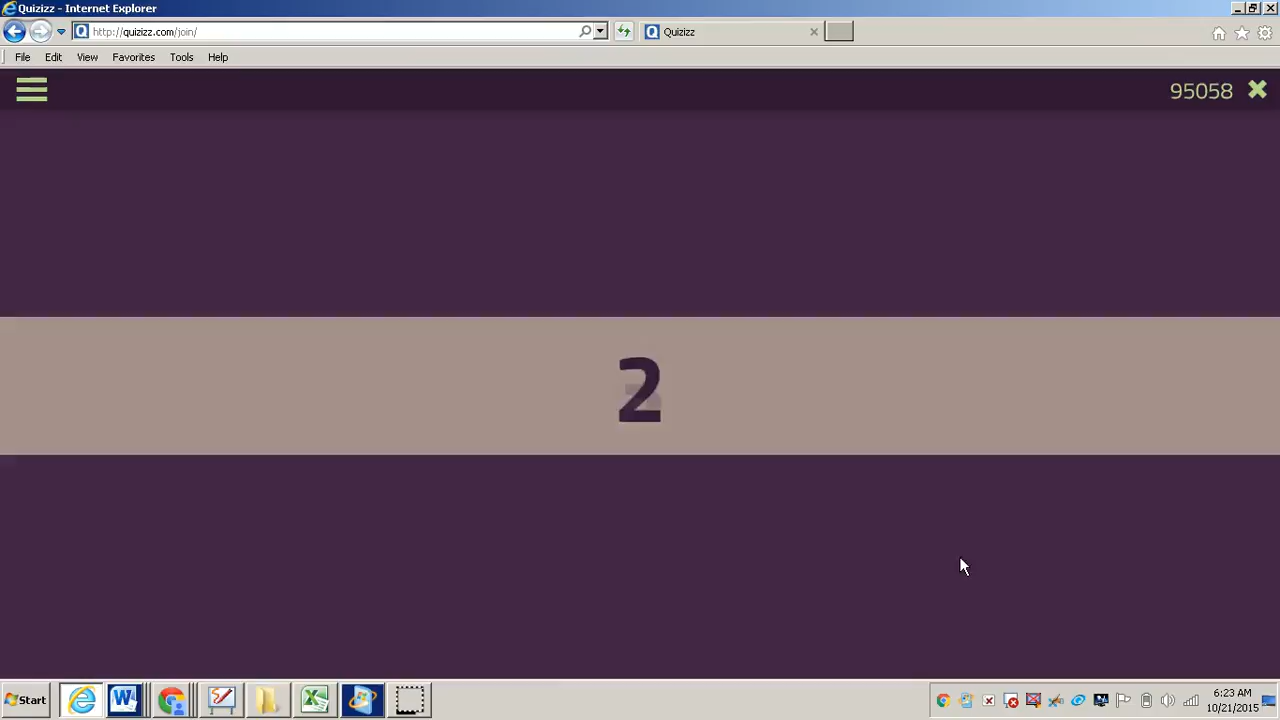 Quizizz - Internet Explorer
http://quizizz.com/join/
Quizizz
File Edit View Favorites Tools Help
95058
2
Start
6:23 AM
10/21/2015